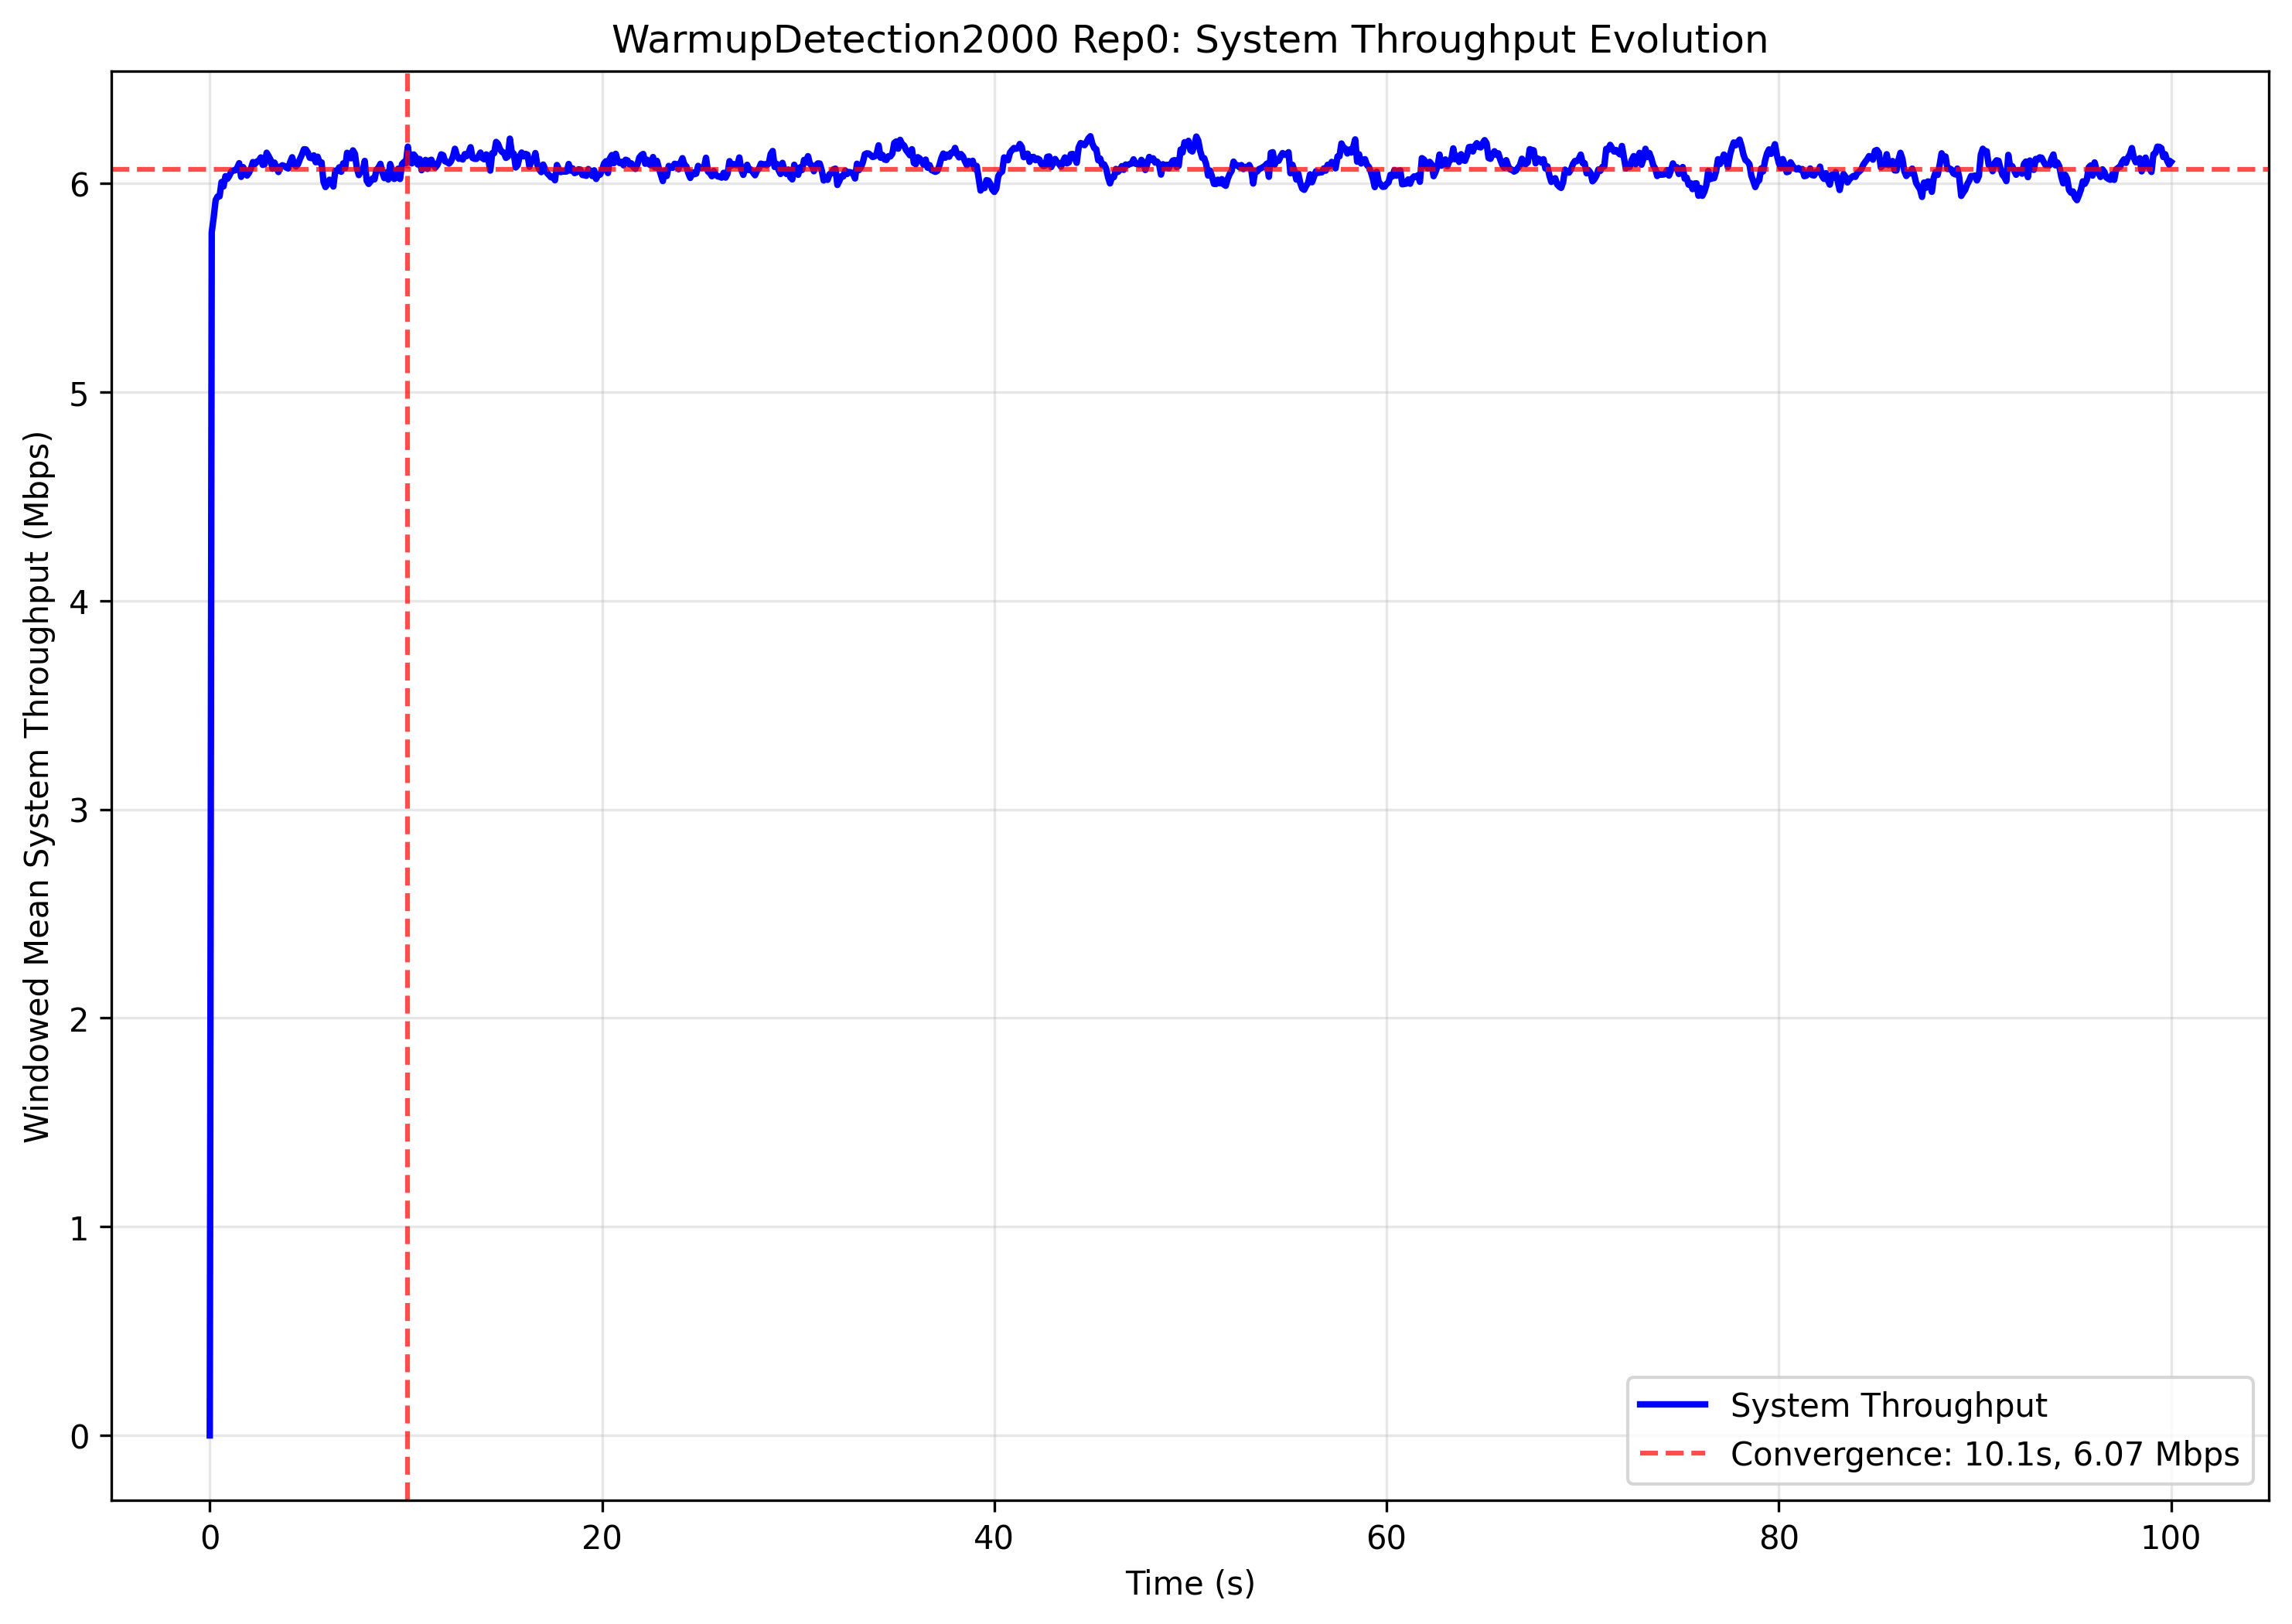 WarmupDetection2000 Rep0: System Throughput Evolution
Windowed Mean System Throughput (Mbps)
6
5
4
3
2
1
0
System Throughput
Convergence: 10.1s, 6.07 Mbps
0
20
40
60
80
100
Time (s)